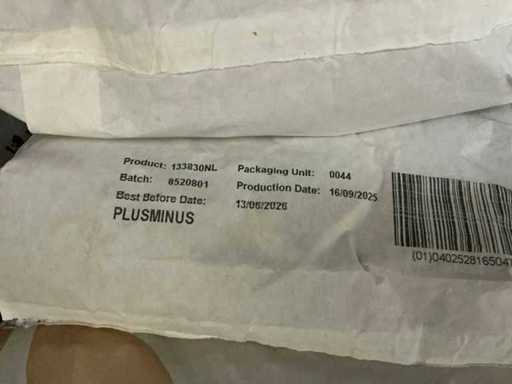 Product: 133830NL Packaging Unit: 0044
Batch: 8520801 Production Date: 16/09/2025
Best Before Date: 13/06/2026
PLUSMINUS
(01)0402528165047